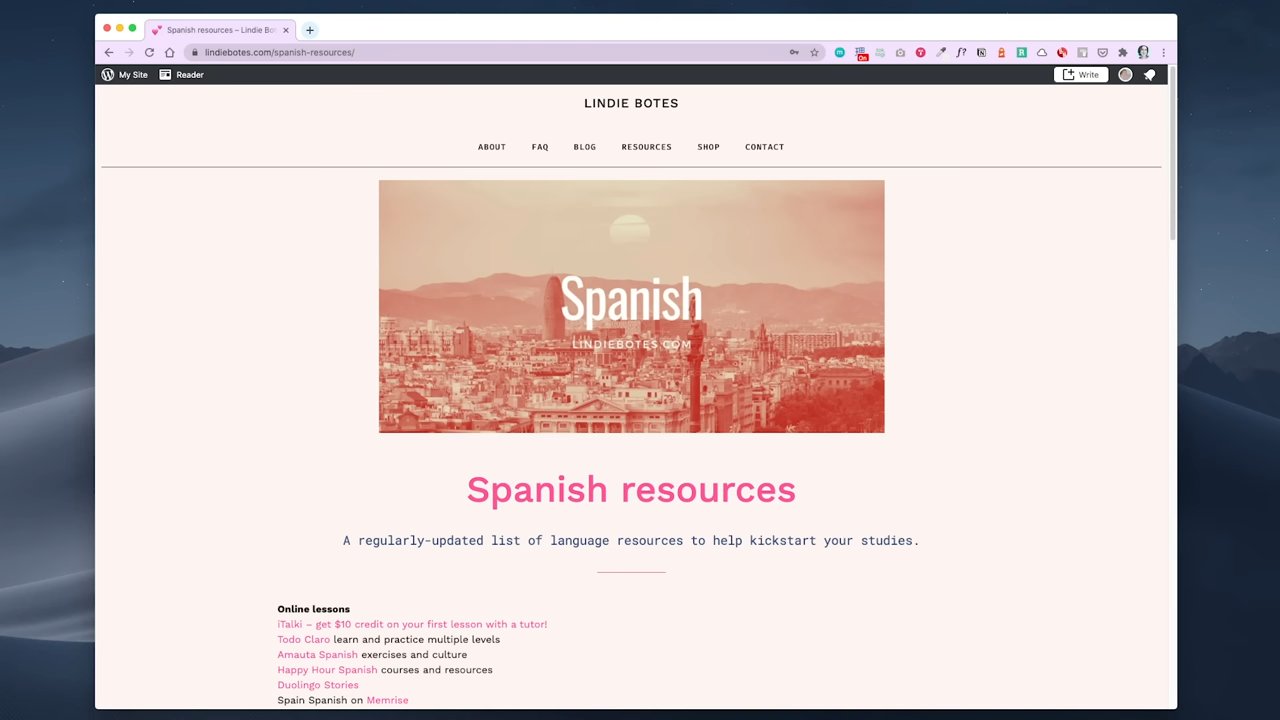 Spanish resources – Lindie Bot
lindiebotes.com/spanish-resources/
On
My Site
Reader
Write
LINDIE BOTES
ABOUT FAQ BLOG RESOURCES SHOP CONTACT
Spanish
LINDIEBOTES.COM
Spanish resources
A regularly-updated list of language resources to help kickstart your studies.
Online lessons
iTalki – get $10 credit on your first lesson with a tutor!
Todo Claro learn and practice multiple levels
Amauta Spanish exercises and culture
Happy Hour Spanish courses and resources
Duolingo Stories
Spain Spanish on Memrise